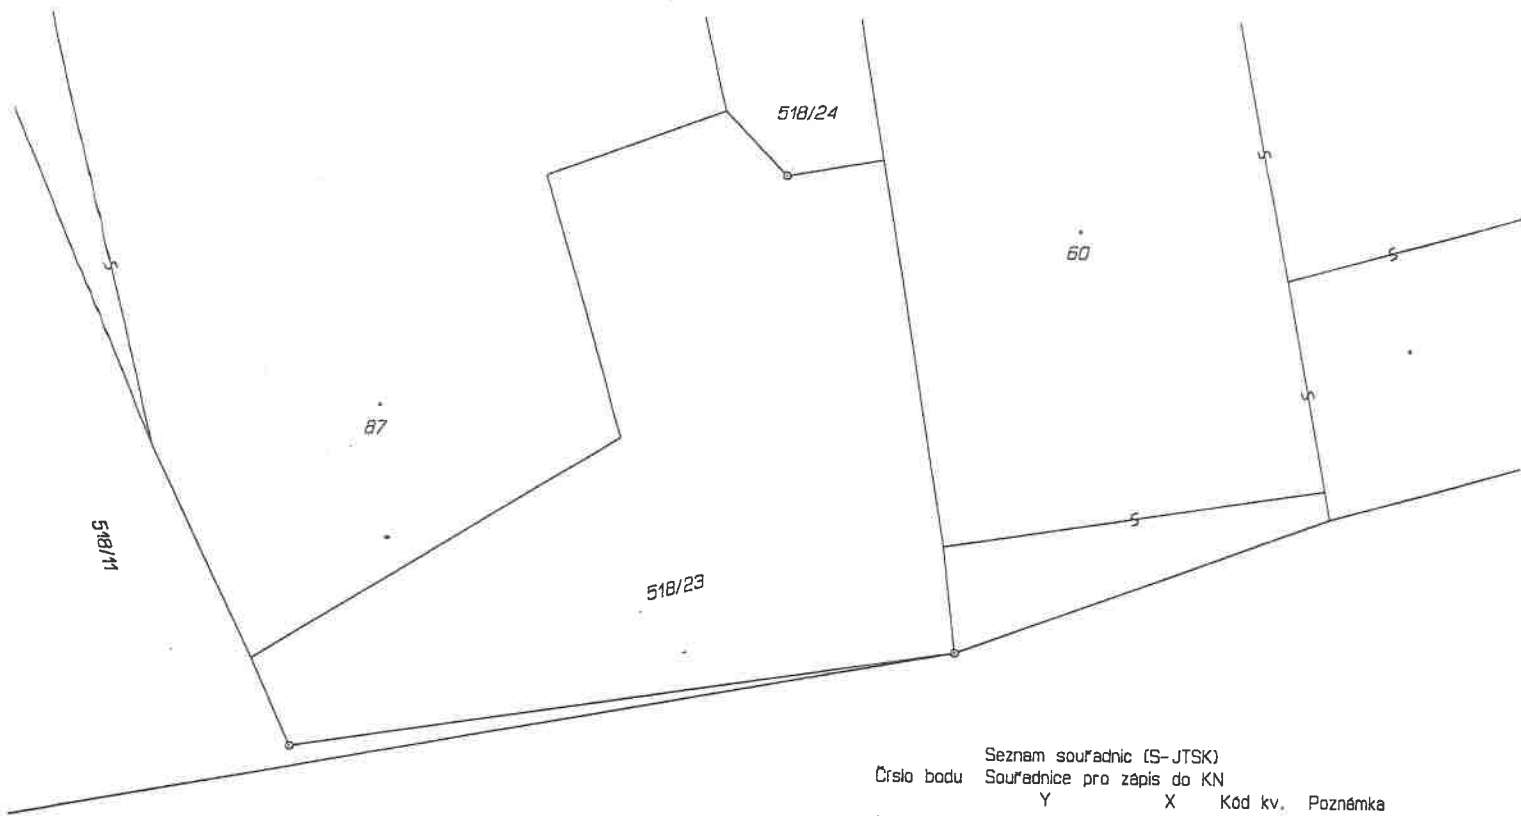 518/24
60
87
518/11
518/23
Seznam souřadnic (S-JTSK)
Číslo bodu Souřadnice pro zápis do KN
Y X Kód kv. Poznámka